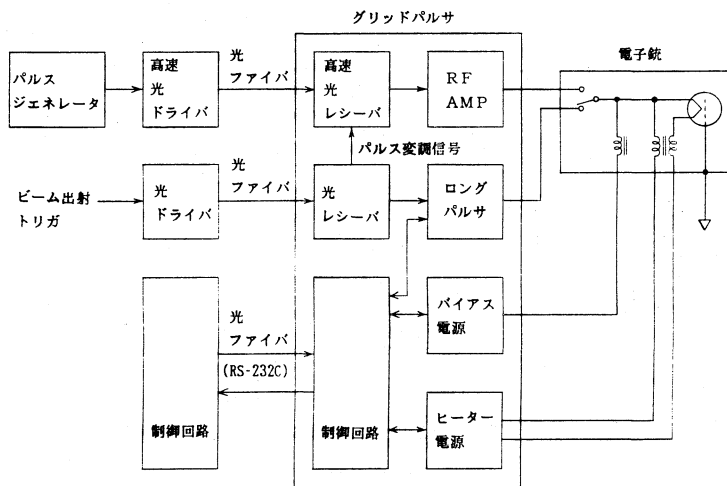 グリッドパルサ
パルス
ジェネレータ
高速
光
ドライバ
光
ファイバ
高速
光
レシーバ
RF
AMP
電子銃
パルス変調信号
ビーム出射
トリガ
光
ドライバ
光
ファイバ
光
レシーバ
ロング
パルサ
バイアス
電源
光
ファイバ
(RS-232C)
制御回路
制御回路
ヒーター
電源